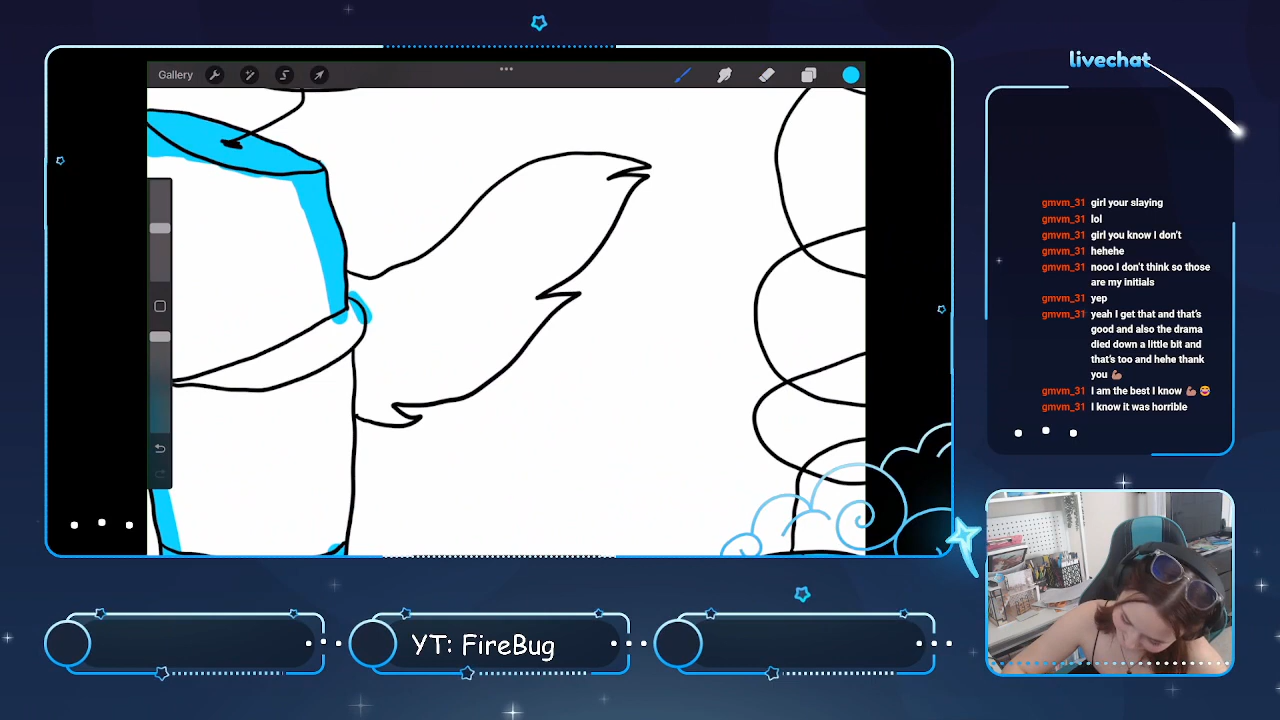 livechat
Gallery
gmvm_31 girl your slaying
gmvm_31 lol
gmvm_31 girl you know I don't
gmvm_31 hehehe
gmvm_31 nooo I don't think so those
are my initials
gmvm_31 yep
gmvm_31 yeah I get that and that's
good and also the drama
died down a little bit and
that's too and hehe thank
you 💪🏽
gmvm_31 I am the best I know 💪🏽 🥰
gmvm_31 I know it was horrible
YT: FireBug